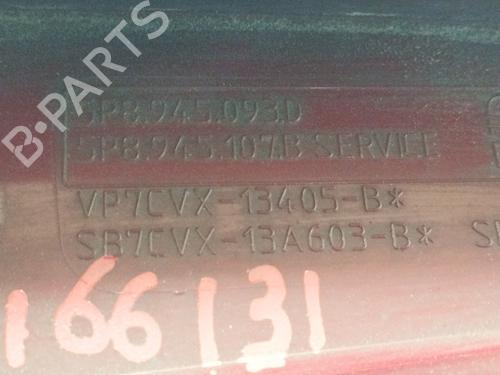 B-PARTS
5P8.945.093.D
5P8.945.107.B SERVICE
VP7CVX-13405-B*
SB7CVX-13A603-B*
166131